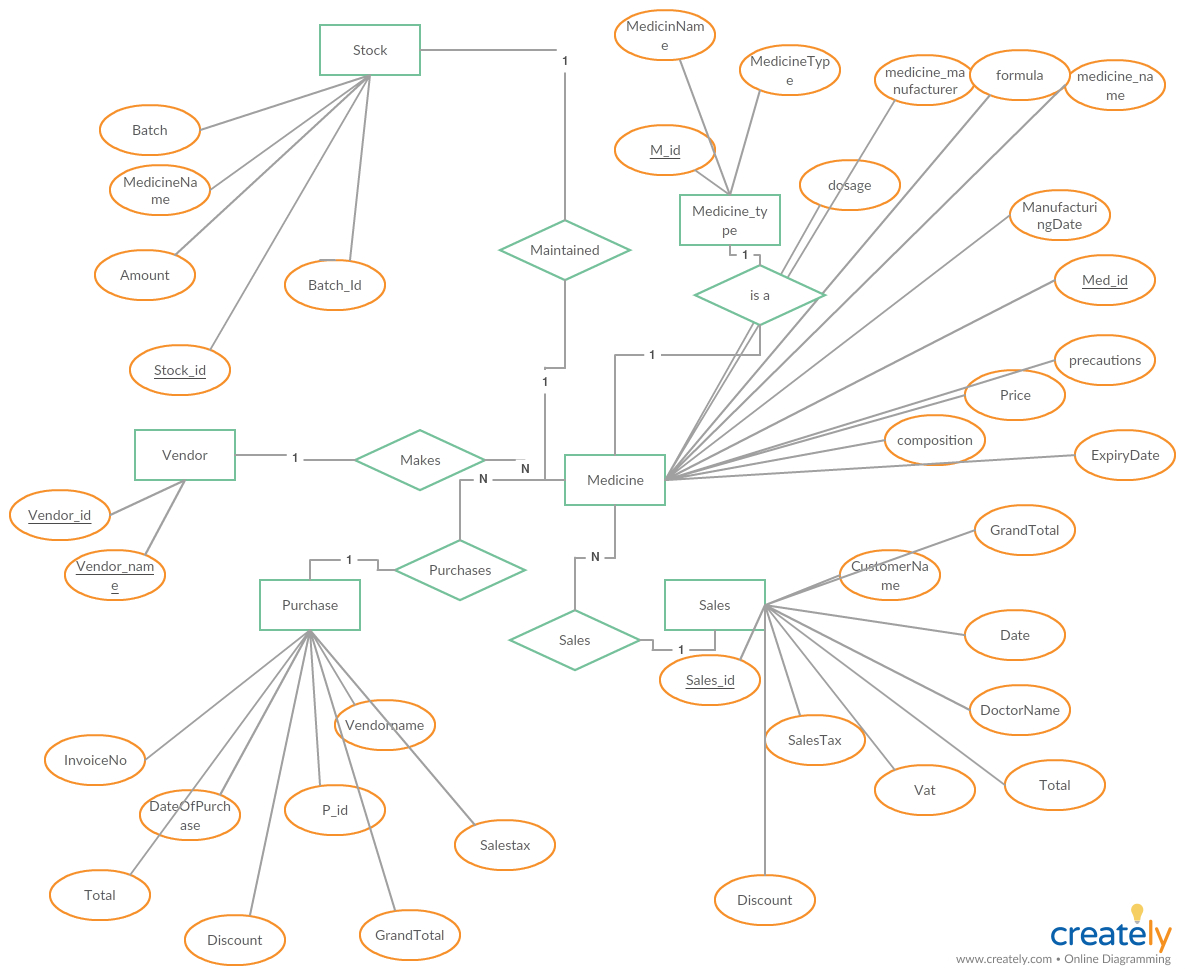 MedicinNam
e
Stock
1
MedicineTyp
e
medicine_ma
nufacturer
formula
medicine_na
me
Batch
M_id
MedicineNa
me
dosage
Medicine_ty
pe
Manufacturi
ngDate
Maintained
1
Amount
Batch_Id
is a
Med_id
Stock_id
1
1
precautions
Price
composition
Vendor
1
Makes
N
ExpiryDate
N
Medicine
Vendor_id
GrandTotal
Vendor_nam
e
1
Purchases
N
CustomerNa
me
Purchase
Sales
Sales
1
Date
Sales_id
DoctorName
Vendorname
SalesTax
InvoiceNo
DateOfPurch
ase
P_id
Vat
Total
Salestax
Total
Discount
GrandTotal
Discount
creately
www.creately.com • Online Diagramming